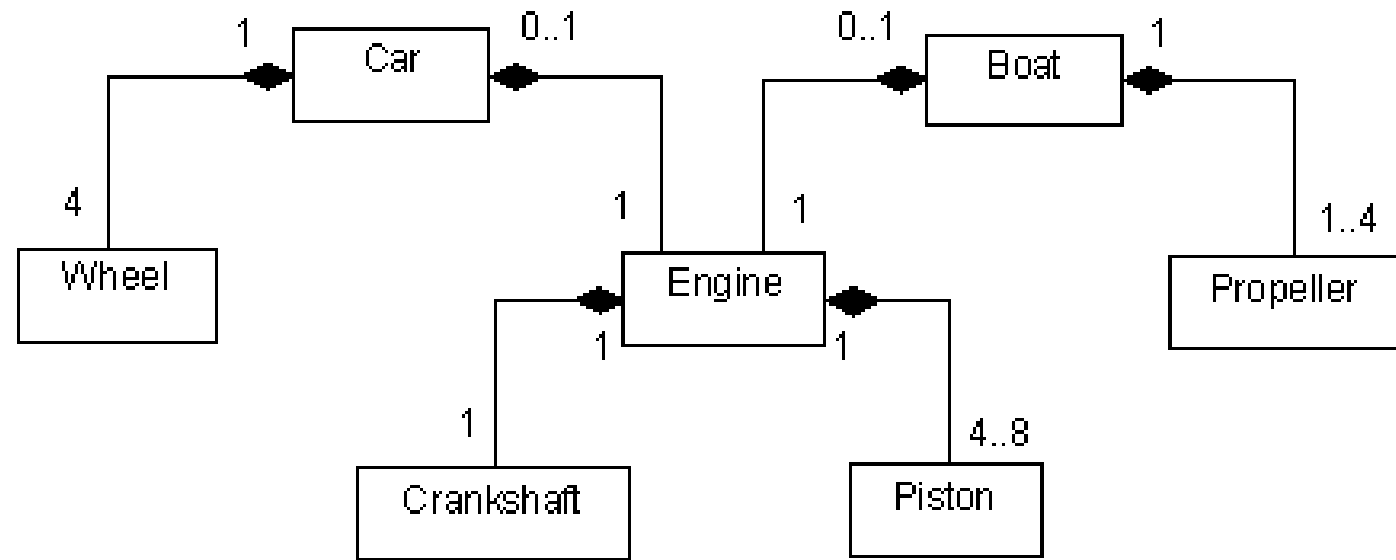 1
Car
0..1
0..1
Boat
1
4
1
1
1..4
Wheel
Engine
Propeller
1
1
1
4..8
Crankshaft
Piston